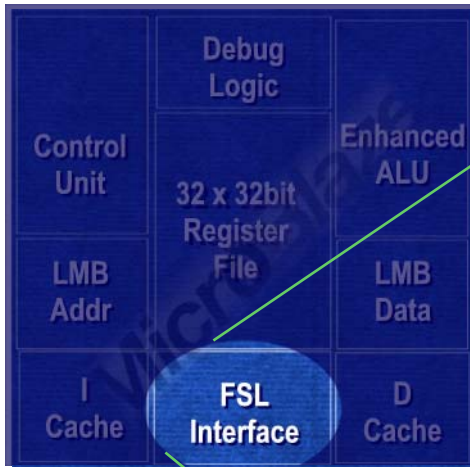 Debug
Logic
Control
Unit
Enhanced
ALU
32 x 32bit
Register
File
LMB
Addr
LMB
Data
I
Cache
FSL
Interface
D
Cache
MicroBlaze